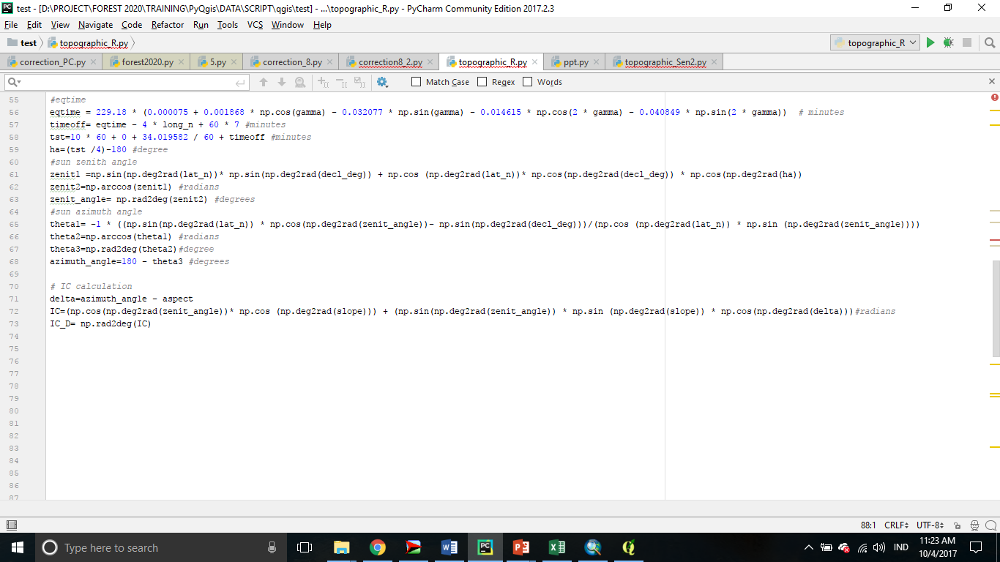 test - [D:\PROJECT\FOREST 2020\TRAINING\PyQgis\DATA\SCRIPT\qgis\test] - ...\topographic_R.py - PyCharm Community Edition 2017.2.3
File Edit View Navigate Code Refactor Run Tools VCS Window Help
test topographic_R.py topographic_R
correction_PC.py forest2020.py 5.py correction_8.py correction8_2.py topographic_R.py ppt.py topographic_Sen2.py
Match Case Regex Words
55 #eqtime
56 eqtime = 229.18 * (0.000075 + 0.001868 * np.cos(gamma) - 0.032077 * np.sin(gamma) - 0.014615 * np.cos(2 * gamma) - 0.040849 * np.sin(2 * gamma)) # minutes
57 timeoff= eqtime - 4 * long_n + 60 * 7 #minutes
58 tst=10 * 60 + 0 + 34.019582 / 60 + timeoff #minutes
59 ha=(tst /4)-180 #degree
60 #sun zenith angle
61 zenit1 =np.sin(np.deg2rad(lat_n))* np.sin(np.deg2rad(decl_deg)) + np.cos (np.deg2rad(lat_n))* np.cos(np.deg2rad(decl_deg)) * np.cos(np.deg2rad(ha))
62 zenit2=np.arccos(zenit1) #radians
63 zenit_angle= np.rad2deg(zenit2) #degrees
64 #sun azimuth angle
65 theta1= -1 * ((np.sin(np.deg2rad(lat_n)) * np.cos(np.deg2rad(zenit_angle))- np.sin(np.deg2rad(decl_deg)))/(np.cos (np.deg2rad(lat_n)) * np.sin (np.deg2rad(zenit_angle))))
66 theta2=np.arccos(theta1) #radians
67 theta3=np.rad2deg(theta2)#degree
68 azimuth_angle=180 - theta3 #degrees
69
70 # IC calculation
71 delta=azimuth_angle - aspect
72 IC=(np.cos(np.deg2rad(zenit_angle))* np.cos (np.deg2rad(slope))) + (np.sin(np.deg2rad(zenit_angle)) * np.sin (np.deg2rad(slope)) * np.cos(np.deg2rad(delta)))#radians
73 IC_D= np.rad2deg(IC)
74
75
76
77
78
79
80
81
82
83
84
85
86
87
88:1 CRLF UTF-8
Type here to search IND 11:23 AM
10/4/2017